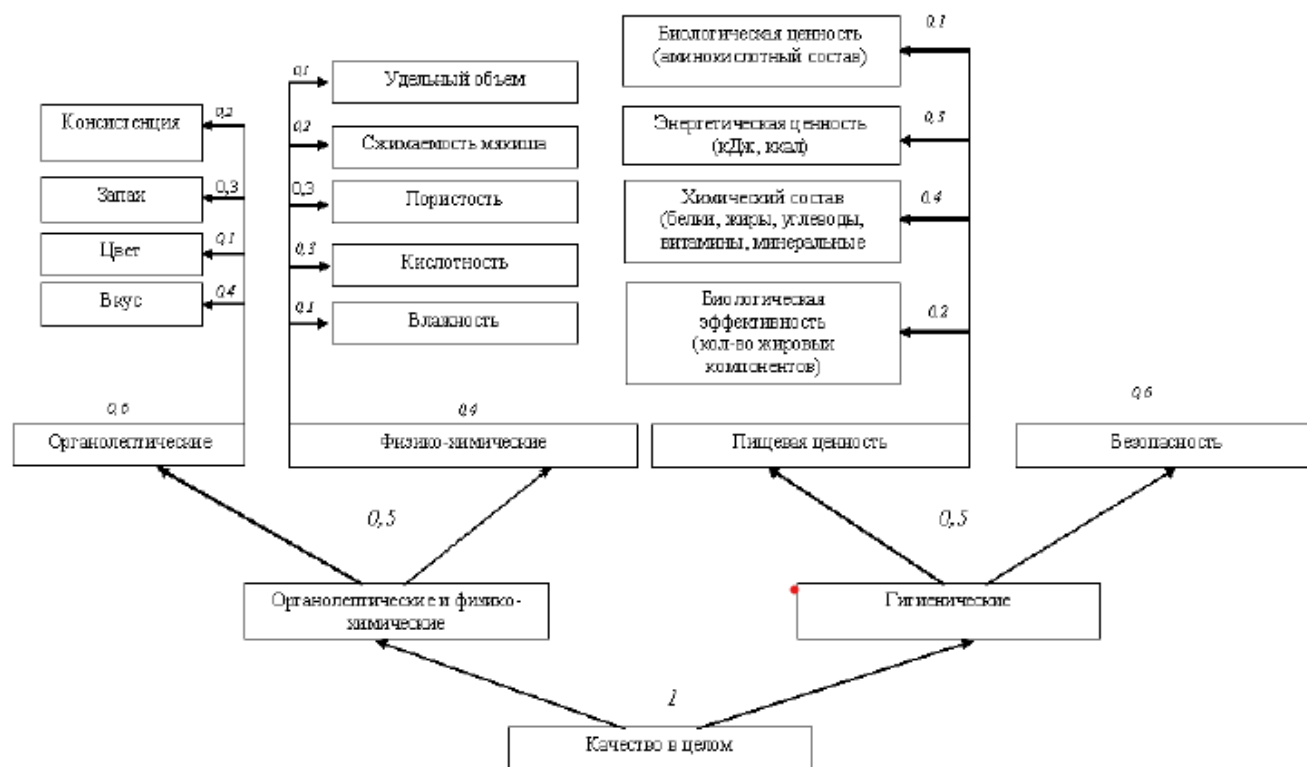 0,1
Биологическая ценность
(аминокислотный состав)
0,1
Удельный объем
0,2
Консистенция
0,2
Сжимаемость мякиша
0,3
Энергетическая ценность
(кДж, ккал)
0,3
Запах
0,3
Пористость
0,4
Химический состав
(белки, жиры, углеводы,
витамины, минеральные
0,1
Цвет
0,3
Кислотность
0,4
Вкус
0,1
Влажность
0,2
Биологическая
эффективность
(кол-во жировых
компонентов)
0,6
0,4
0,6
Органолептические
Физико-химические
Пищевая ценность
Безопасность
0,5
0,5
Органолептические и физико-
химические
Гигиенические
1
Качество в целом